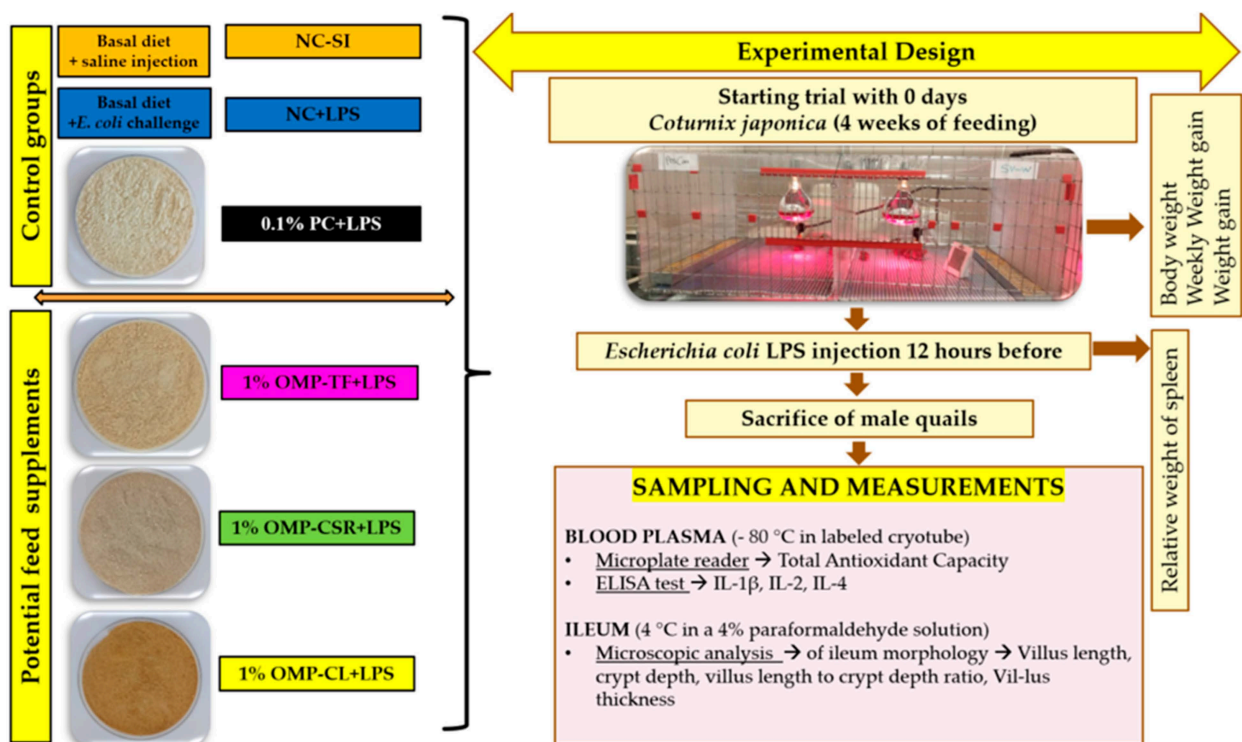 Control groups
Basal diet
+ saline injection
NC-SI
Basal diet
+E. coli challenge
NC+LPS
0.1% PC+LPS
Potential feed supplements
1% OMP-TF+LPS
1% OMP-CSR+LPS
1% OMP-CL+LPS
Experimental Design
Starting trial with 0 days
Coturnix japonica (4 weeks of feeding)
Body weight
Weekly Weight gain
Weight gain
Escherichia coli LPS injection 12 hours before
Relative weight of spleen
Sacrifice of male quails
SAMPLING AND MEASUREMENTS
BLOOD PLASMA (- 80 °C in labeled cryotube)
• Microplate reader → Total Antioxidant Capacity
• ELISA test → IL-1β, IL-2, IL-4
ILEUM (4 °C in a 4% paraformaldehyde solution)
• Microscopic analysis → of ileum morphology → Villus length,
crypt depth, villus length to crypt depth ratio, Vil-lus
thickness